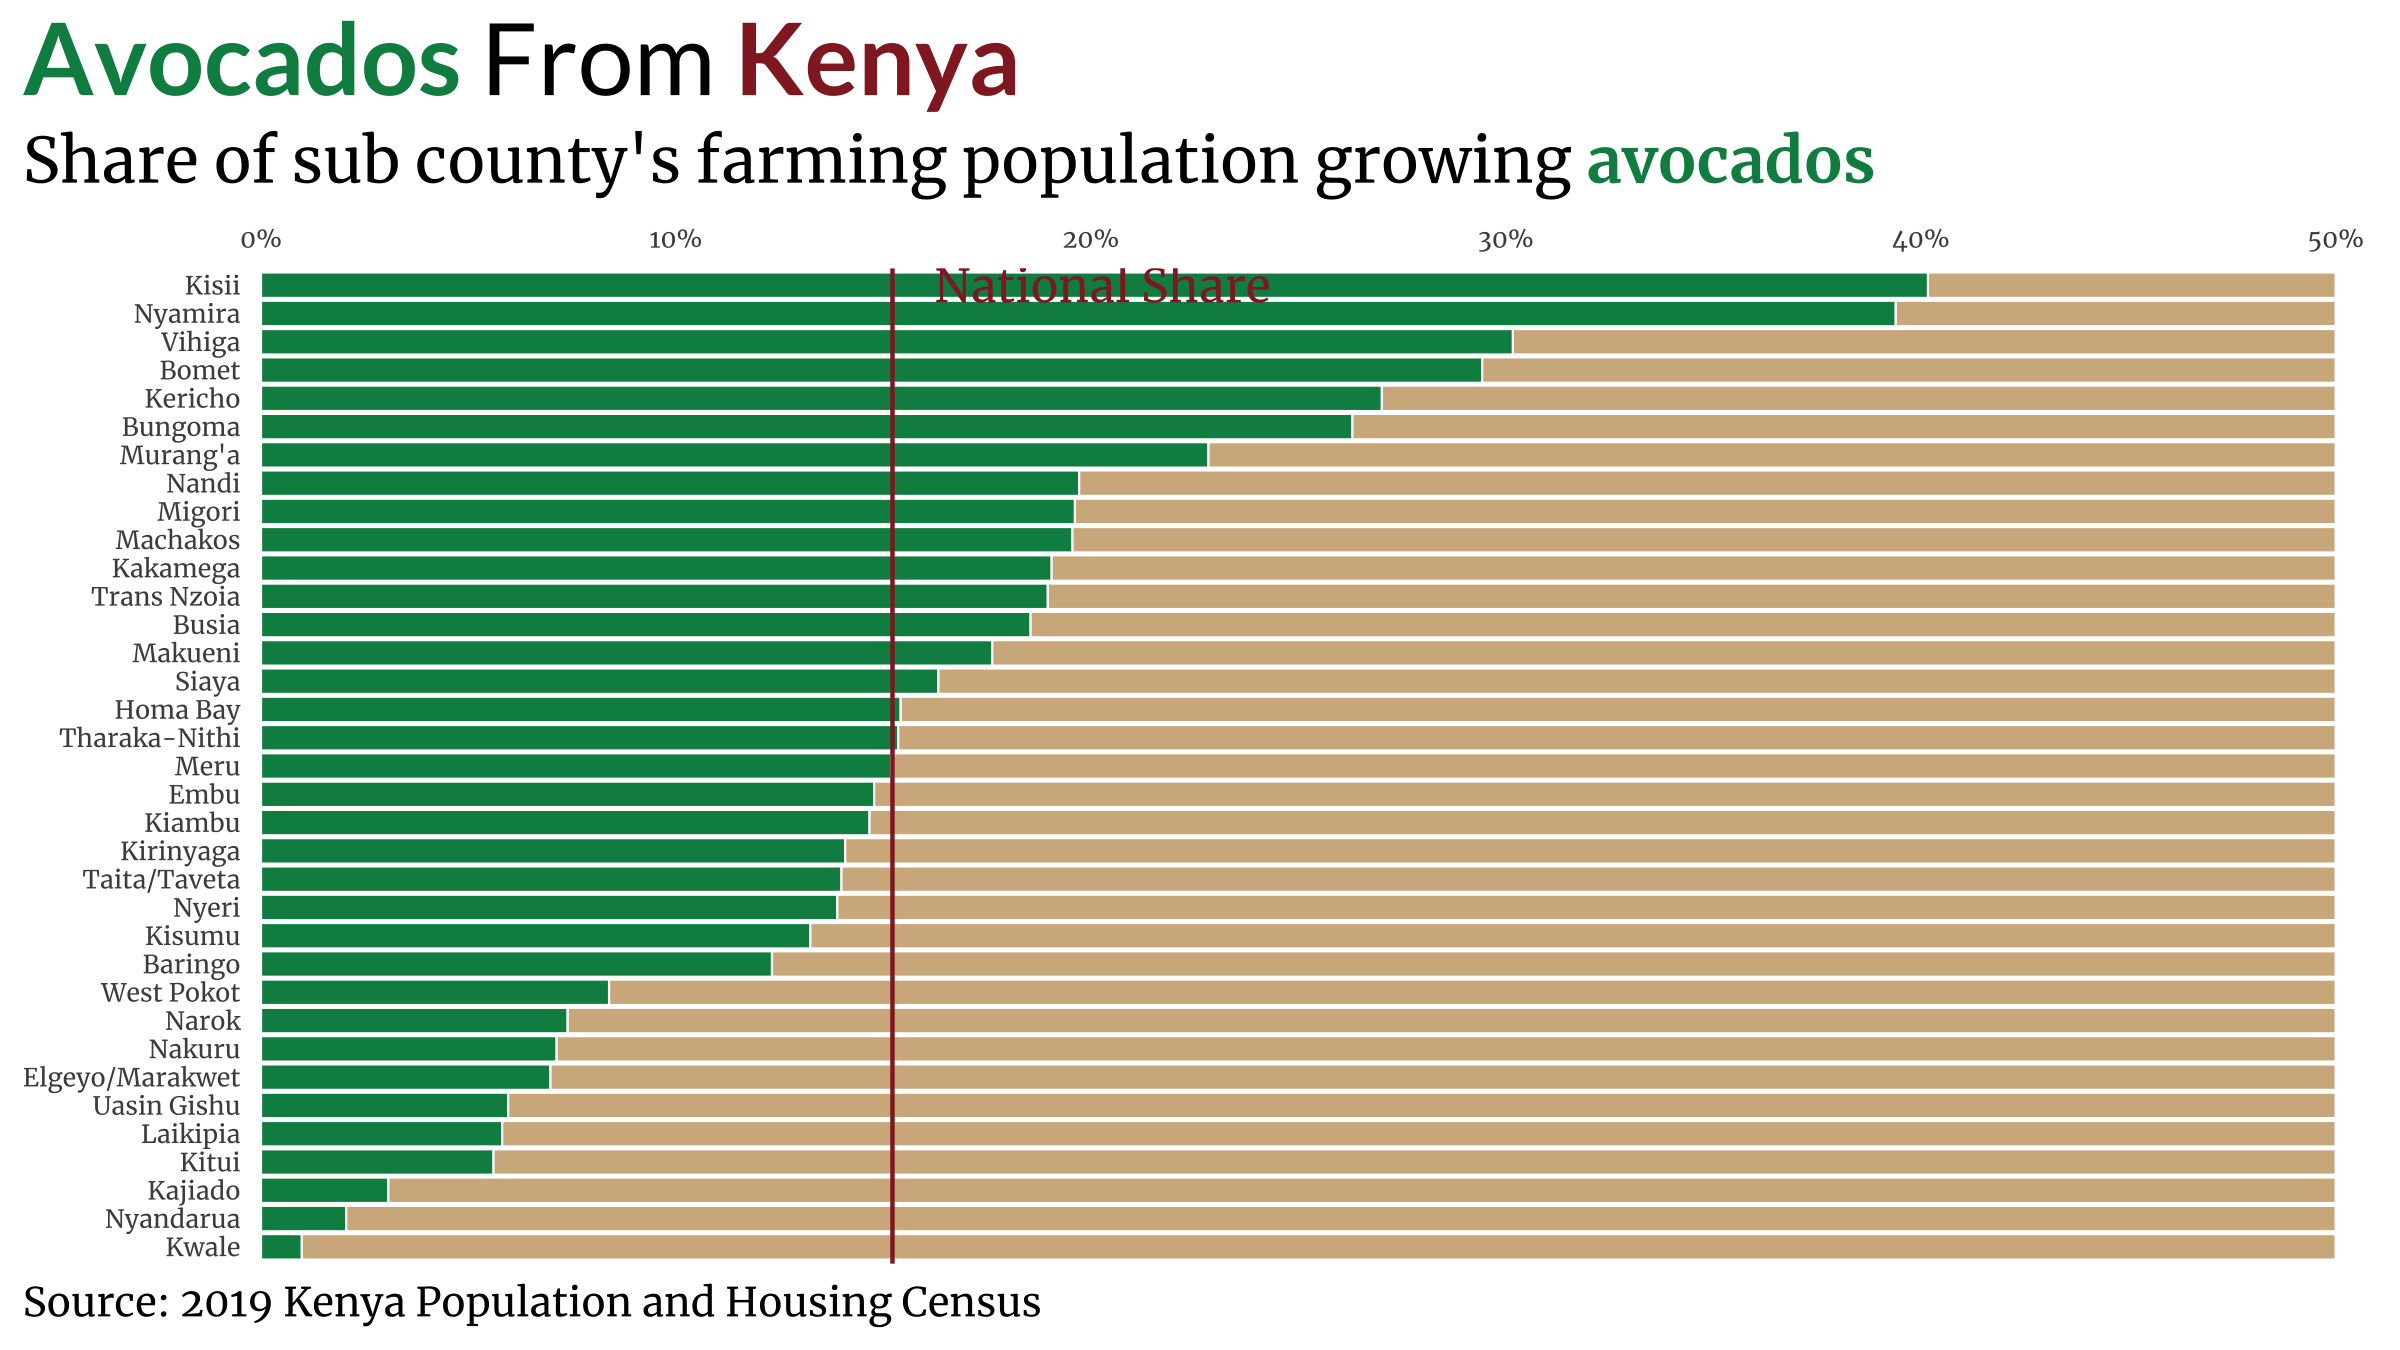 Avocados From Kenya
Share of sub county's farming population growing avocados
0% 10% 20% 30% 40% 50%
National Share
Kisii
Nyamira
Vihiga
Bomet
Kericho
Bungoma
Murang'a
Nandi
Migori
Machakos
Kakamega
Trans Nzoia
Busia
Makueni
Siaya
Homa Bay
Tharaka-Nithi
Meru
Embu
Kiambu
Kirinyaga
Taita/Taveta
Nyeri
Kisumu
Baringo
West Pokot
Narok
Nakuru
Elgeyo/Marakwet
Uasin Gishu
Laikipia
Kitui
Kajiado
Nyandarua
Kwale
Source: 2019 Kenya Population and Housing Census